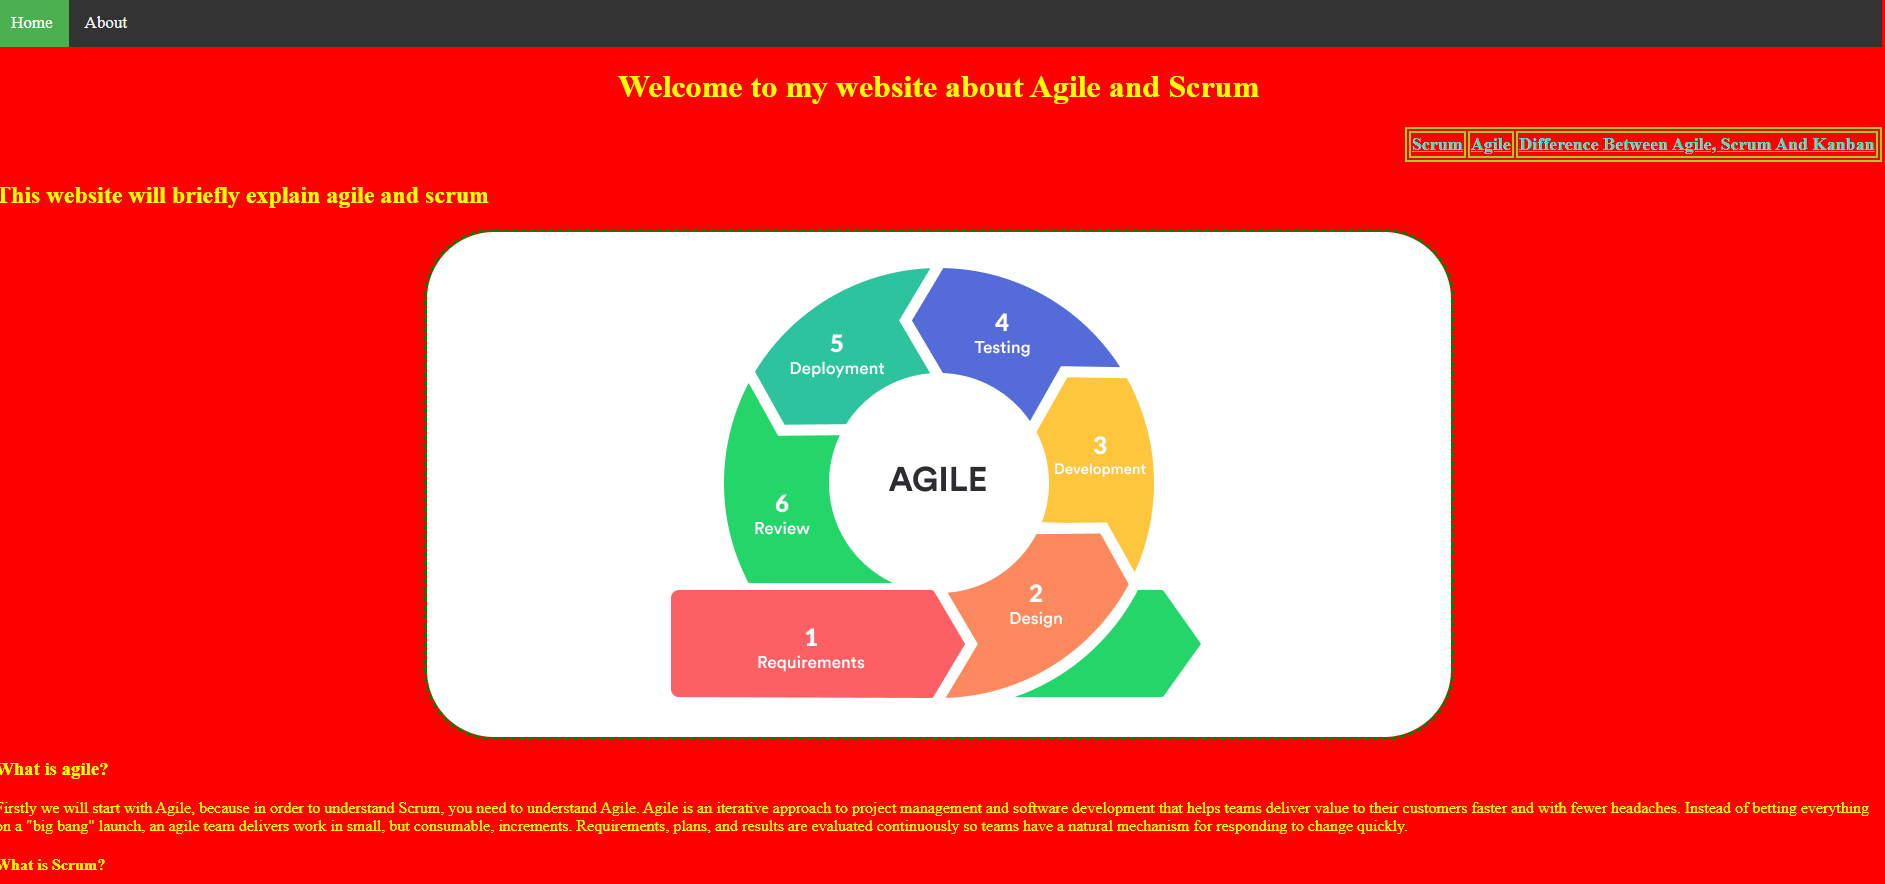 Home About
Welcome to my website about Agile and Scrum
Scrum Agile Difference Between Agile, Scrum And Kanban
This website will briefly explain agile and scrum
4
Testing
5
Deployment
3
Development
AGILE
6
Review
2
Design
1
Requirements
What is agile?
Firstly we will start with Agile, because in order to understand Scrum, you need to understand Agile. Agile is an iterative approach to project management and software development that helps teams deliver value to their customers faster and with fewer headaches. Instead of betting everything
on a "big bang" launch, an agile team delivers work in small, but consumable, increments. Requirements, plans, and results are evaluated continuously so teams have a natural mechanism for responding to change quickly.
What is Scrum?